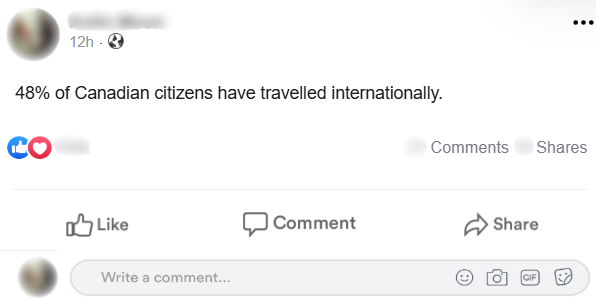 12h ·
48% of Canadian citizens have travelled internationally.
Comments Shares
Like Comment Share
Write a comment...
GIF